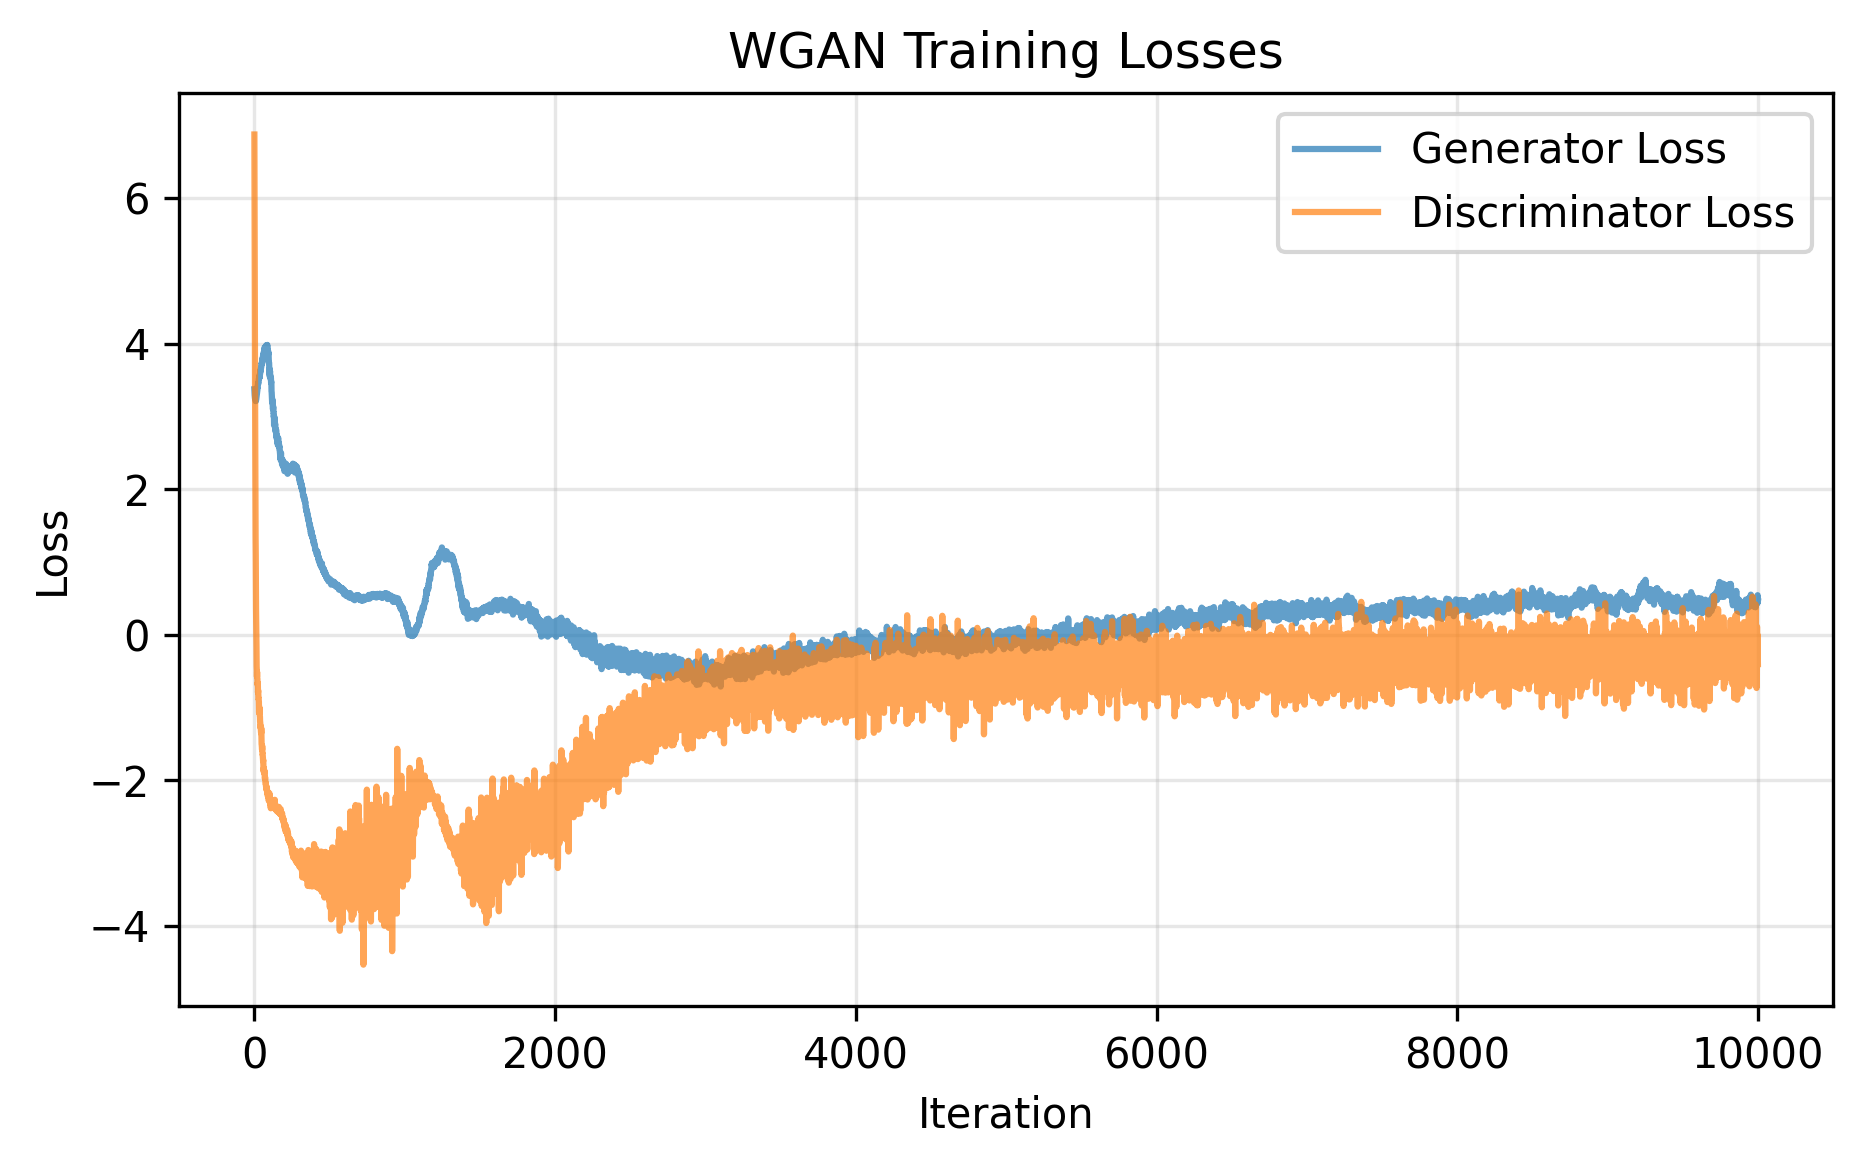 WGAN Training Losses
Generator Loss
Discriminator Loss
Loss
6
4
2
0
−2
−4
0 2000 4000 6000 8000 10000
Iteration